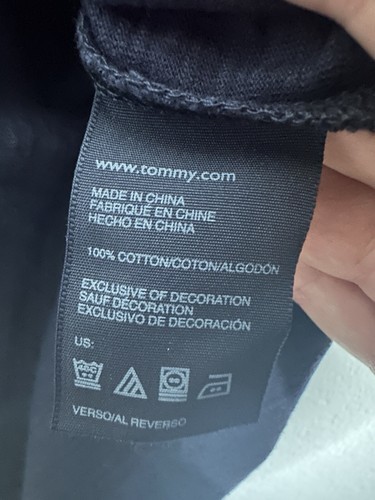 www.tommy.com
MADE IN CHINA
FABRIQUÉ EN CHINE
HECHO EN CHINA
100% COTTON/COTON/ALGODÓN
EXCLUSIVE OF DECORATION
SAUF DÉCORATION
EXCLUSIVO DE DECORACIÓN
US:
40C
VERSO/AL REVERSO